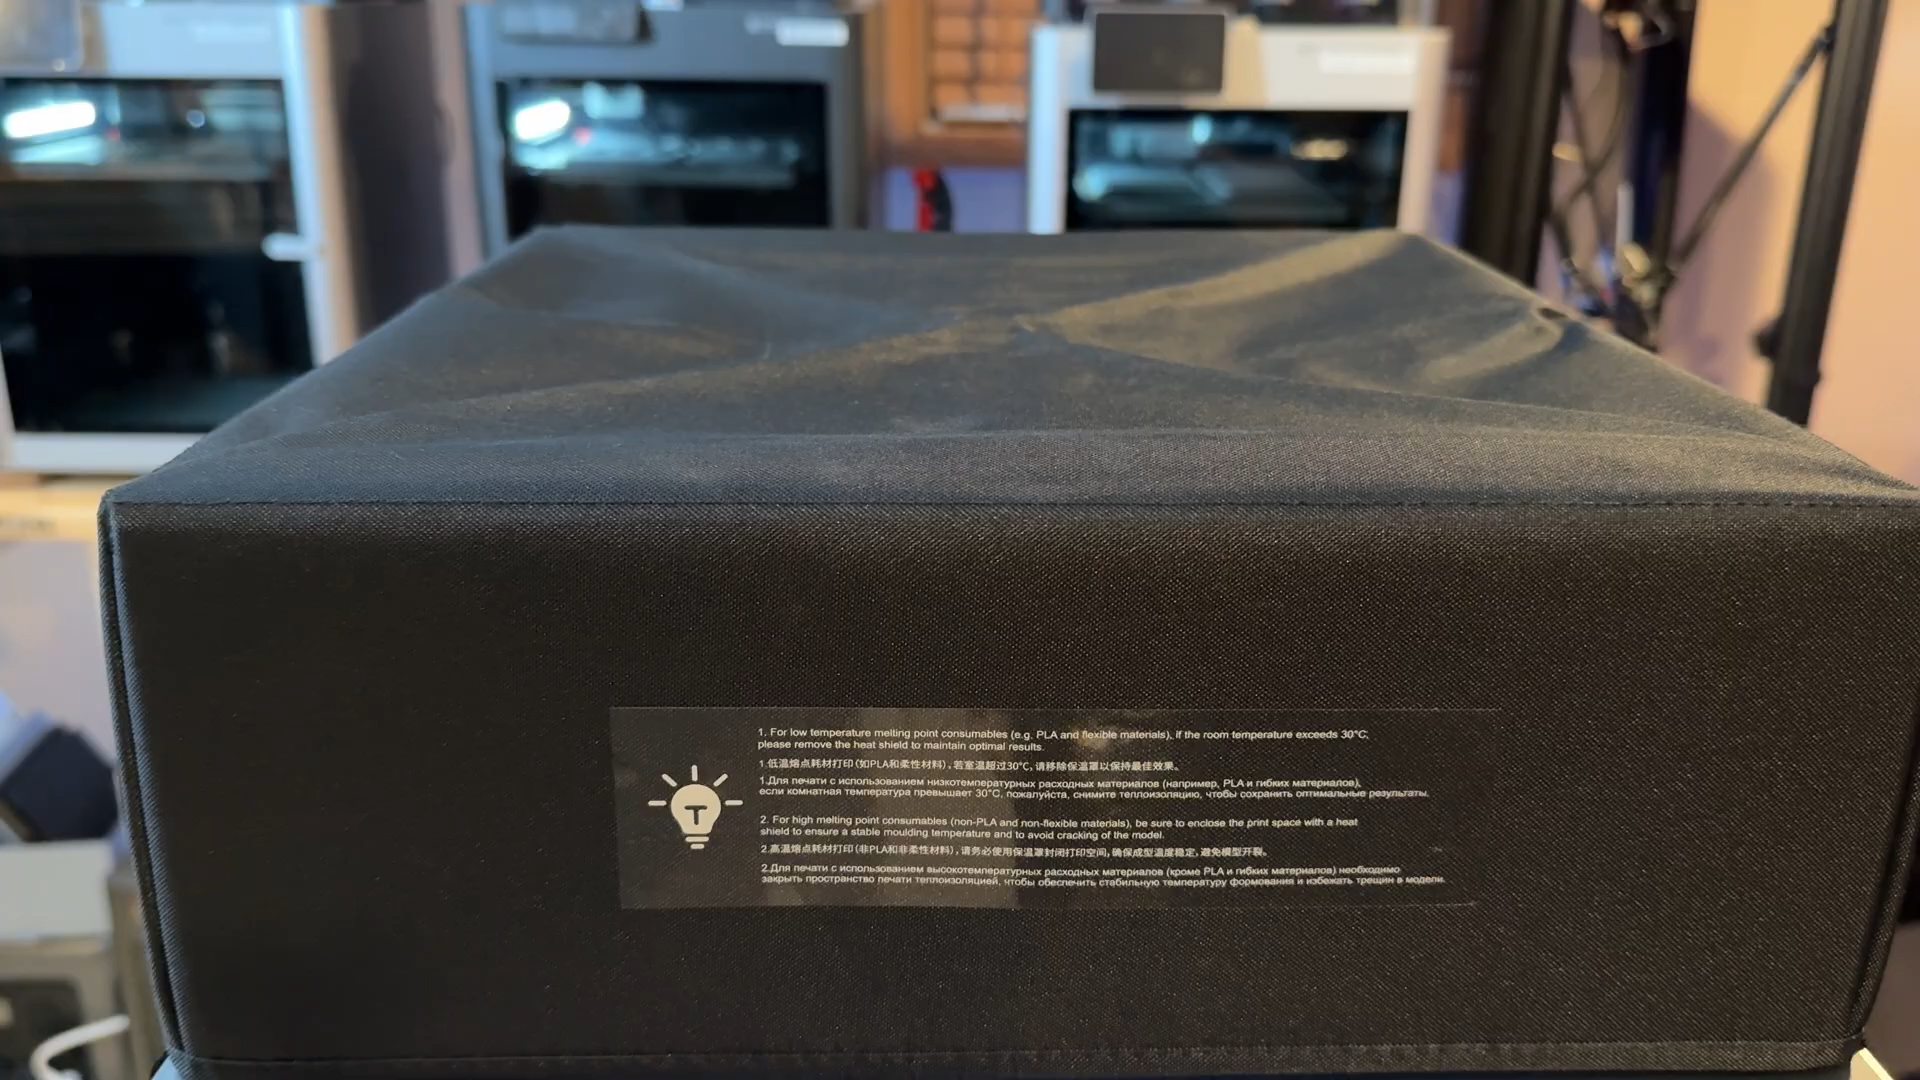 T
1. For low temperature melting point consumables (e.g. PLA and flexible materials), if the room temperature exceeds 30°C,
please remove the heat shield to maintain optimal results.
1.低温熔点耗材打印(如PLA和柔性材料),若室温超过30°C,请移除保温罩以保持最佳效果。
1.Для печати с использованием низкотемпературных расходных материалов (например, PLA и гибких материалов),
если комнатная температура превышает 30°C, пожалуйста, снимите теплоизоляцию, чтобы сохранить оптимальные результаты.
2. For high melting point consumables (non-PLA and non-flexible materials), be sure to enclose the print space with a heat
shield to ensure a stable moulding temperature and to avoid cracking of the model.
2.高温熔点耗材打印(非PLA和非柔性材料),请务必使用保温罩封闭打印空间,确保成型温度稳定,避免模型开裂。
2.Для печати с использованием высокотемпературных расходных материалов (кроме PLA и гибких материалов) необходимо
закрыть пространство печати теплоизоляцией, чтобы обеспечить стабильную температуру формования и избежать трещин в модели.